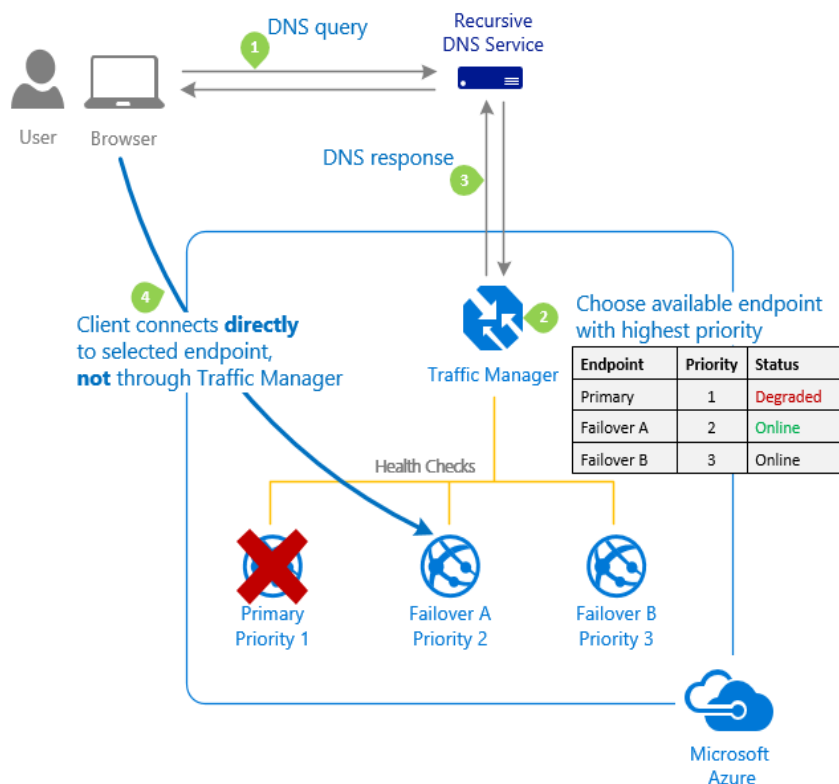 DNS query
1
Recursive
DNS Service
User
Browser
DNS response
3
4
Client connects directly
to selected endpoint,
not through Traffic Manager
2
Traffic Manager
Choose available endpoint
with highest priority
Endpoint Priority Status
Primary 1 Degraded
Failover A 2 Online
Failover B 3 Online
Health Checks
Primary
Priority 1
Failover A
Priority 2
Failover B
Priority 3
Microsoft
Azure